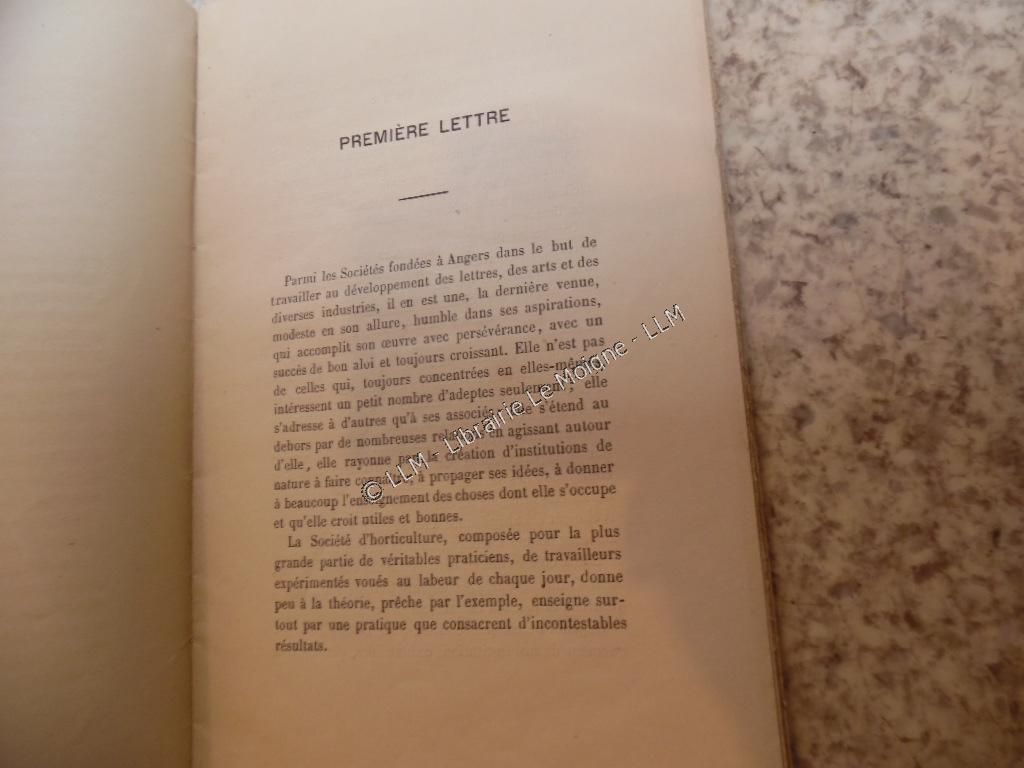 PREMIÈRE LETTRE
Parmi les Sociétés fondées à Angers dans le but de
travailler au développement des lettres, des arts et des
diverses industries, il en est une, la dernière venue,
modeste en son allure, humble dans ses aspirations,
qui accomplit son œuvre avec persévérance, avec un
succès de bon aloi et toujours croissant. Elle n'est pas
de celles qui, toujours concentrées en elles-mêmes,
intéressent un petit nombre d'adeptes seulement; elle
s'adresse à d'autres qu'à ses associés, elle s'étend au
dehors par de nombreuses relations en agissant autour
d'elle, elle rayonne par la création d'institutions de
nature à faire connaître, à propager ses idées, à donner
à beaucoup l'enseignement des choses dont elle s'occupe
et qu'elle croit utiles et bonnes.
La Société d'horticulture, composée pour la plus
grande partie de véritables praticiens, de travailleurs
expérimentés voués au labeur de chaque jour, donne
peu à la théorie, prêche par l'exemple, enseigne sur-
tout par une pratique que consacrent d'incontestables
résultats.
© LLM - Librairie Le Moigne - LLM